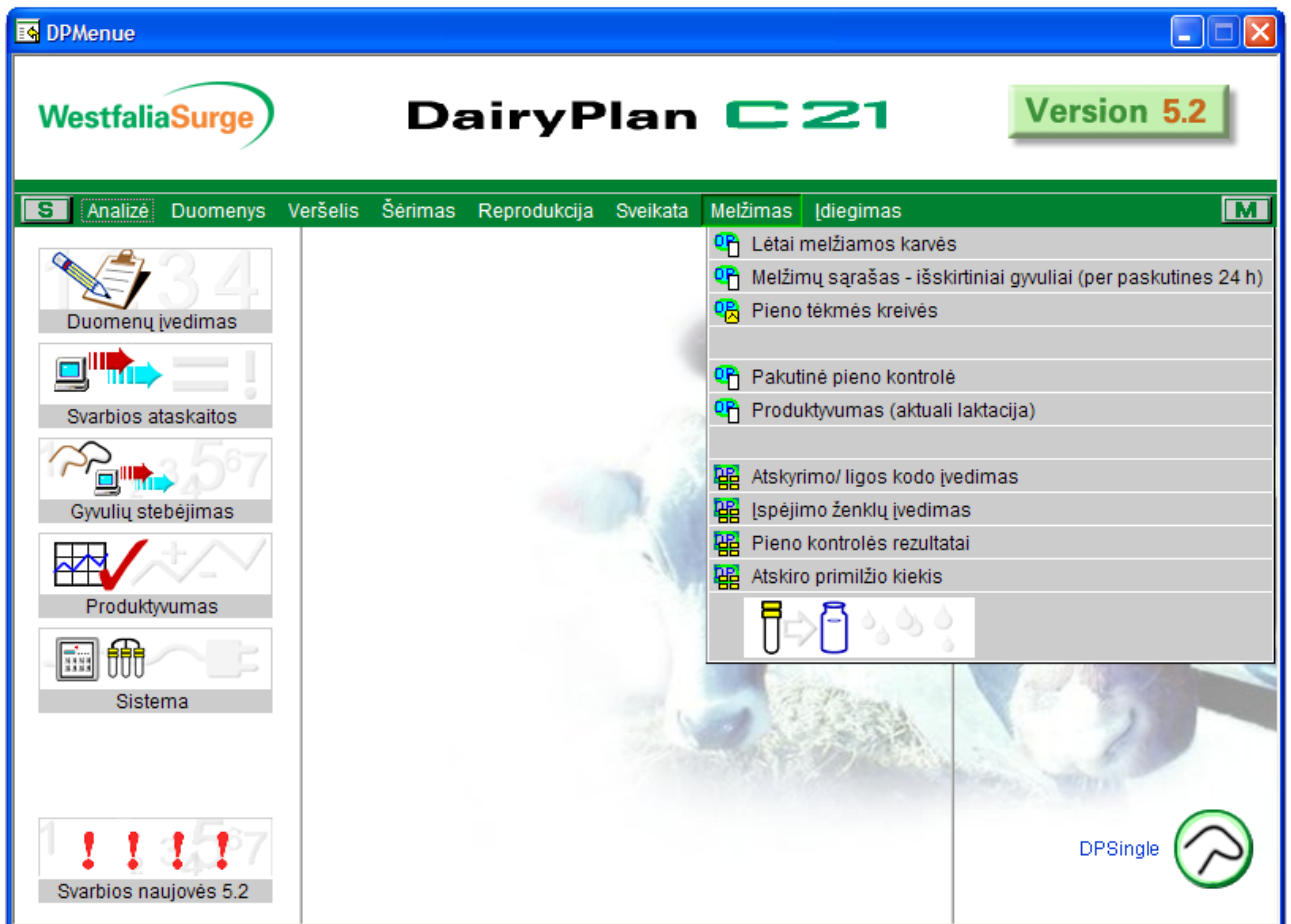 DPMenue
WestfaliaSurge
DairyPlan C21
Version 5.2
S Analizė Duomenys Veršelis Šėrimas Reprodukcija Sveikata Melžimas Įdiegimas M
Lėtai melžiamos karvės
Melžimų sąrašas - išskirtiniai gyvuliai (per paskutines 24 h)
Pieno tėkmės kreivės
Pakutinė pieno kontrolė
Produktyvumas (aktuali laktacija)
Atskyrimo/ ligos kodo įvedimas
Įspėjimo ženklų įvedimas
Pieno kontrolės rezultatai
Atskiro primilžio kiekis
Duomenų įvedimas
Svarbios ataskaitos
Gyvulių stebėjimas
Produktyvumas
Sistema
Svarbios naujovės 5.2
DPSingle